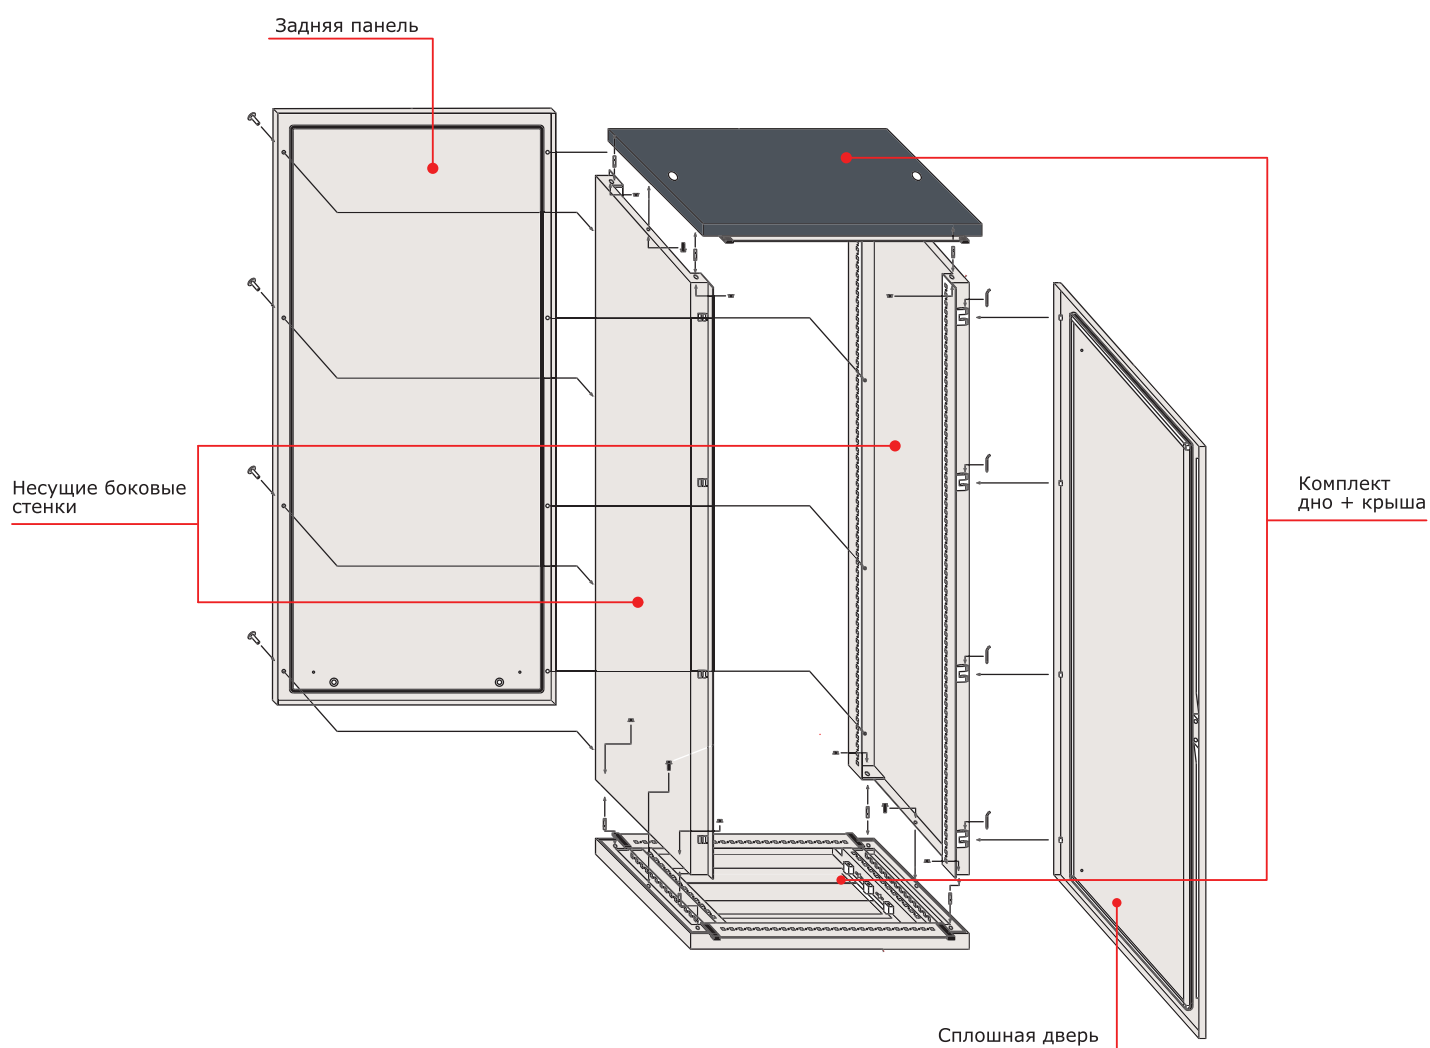 Задняя панель
Несущие боковые
стенки
Комплект
дно + крыша
Сплошная дверь